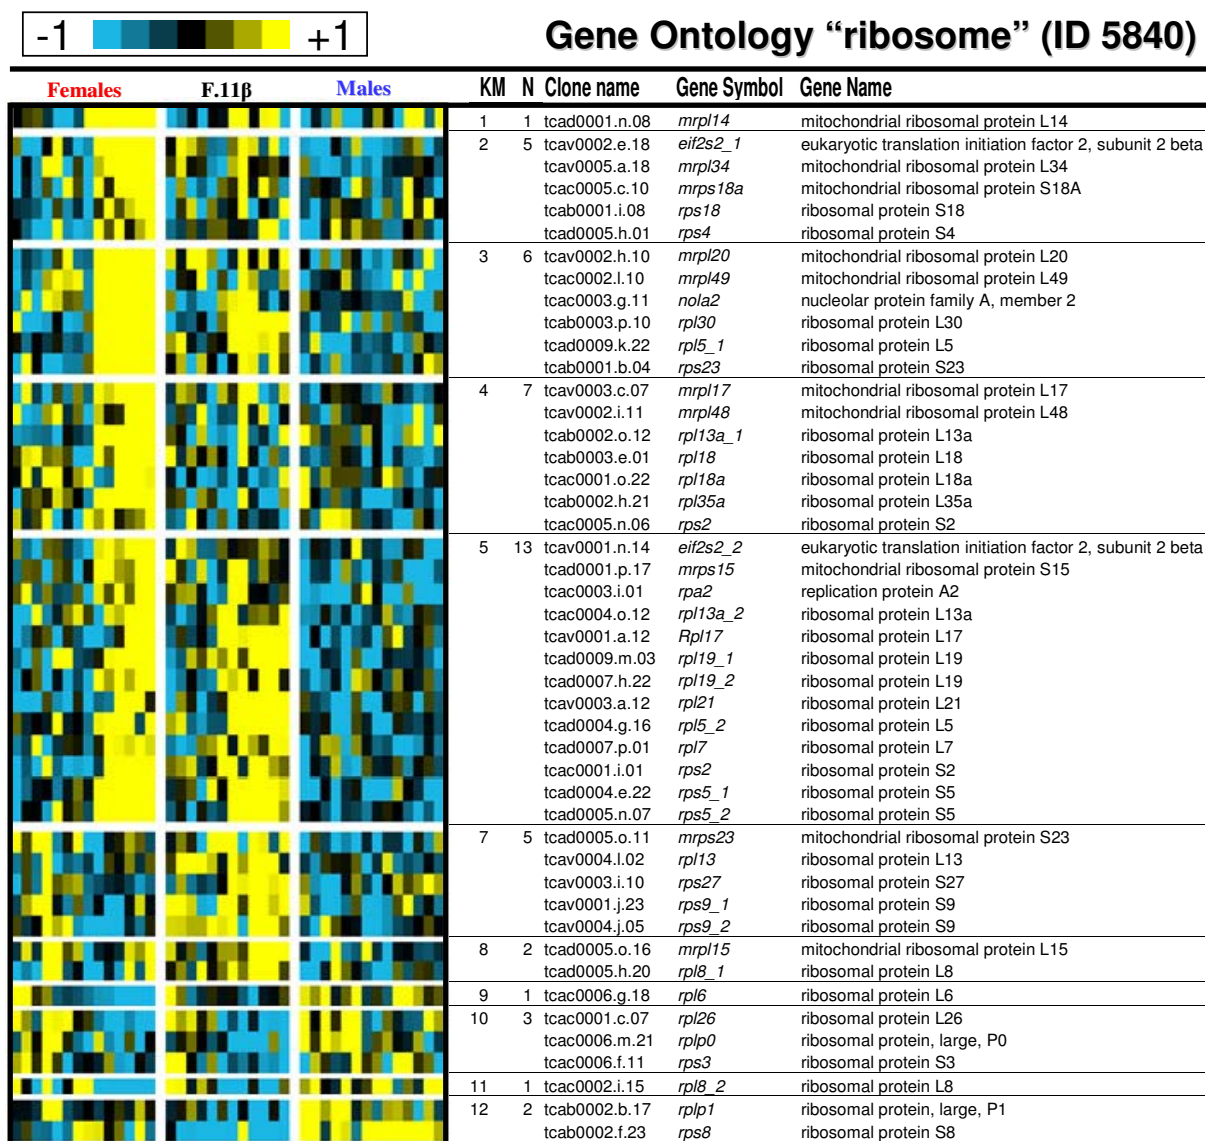 -1 +1 Gene Ontology “ribosome” (ID 5840)
Females F.11β Males KM N Clone name Gene Symbol Gene Name
1 1 tcad0001.n.08 mrpl14 mitochondrial ribosomal protein L14
2 5 tcav0002.e.18 eif2s2_1 eukaryotic translation initiation factor 2, subunit 2 beta
tcav0005.a.18 mrpl34 mitochondrial ribosomal protein L34
tcac0005.c.10 mrps18a mitochondrial ribosomal protein S18A
tcab0001.i.08 rps18 ribosomal protein S18
tcad0005.h.01 rps4 ribosomal protein S4
3 6 tcav0002.h.10 mrpl20 mitochondrial ribosomal protein L20
tcac0002.l.10 mrpl49 mitochondrial ribosomal protein L49
tcac0003.g.11 nola2 nucleolar protein family A, member 2
tcab0003.p.10 rpl30 ribosomal protein L30
tcad0009.k.22 rpl5_1 ribosomal protein L5
tcab0001.b.04 rps23 ribosomal protein S23
4 7 tcav0003.c.07 mrpl17 mitochondrial ribosomal protein L17
tcav0002.i.11 mrpl48 mitochondrial ribosomal protein L48
tcab0002.o.12 rpl13a_1 ribosomal protein L13a
tcab0003.e.01 rpl18 ribosomal protein L18
tcac0001.o.22 rpl18a ribosomal protein L18a
tcab0002.h.21 rpl35a ribosomal protein L35a
tcac0005.n.06 rps2 ribosomal protein S2
5 13 tcav0001.n.14 eif2s2_2 eukaryotic translation initiation factor 2, subunit 2 beta
tcad0001.p.17 mrps15 mitochondrial ribosomal protein S15
tcac0003.i.01 rpa2 replication protein A2
tcac0004.o.12 rpl13a_2 ribosomal protein L13a
tcav0001.a.12 Rpl17 ribosomal protein L17
tcad0009.m.03 rpl19_1 ribosomal protein L19
tcad0007.h.22 rpl19_2 ribosomal protein L19
tcav0003.a.12 rpl21 ribosomal protein L21
tcad0004.g.16 rpl5_2 ribosomal protein L5
tcad0007.p.01 rpl7 ribosomal protein L7
tcac0001.i.01 rps2 ribosomal protein S2
tcad0004.e.22 rps5_1 ribosomal protein S5
tcad0005.n.07 rps5_2 ribosomal protein S5
7 5 tcad0005.o.11 mrps23 mitochondrial ribosomal protein S23
tcav0004.l.02 rpl13 ribosomal protein L13
tcav0003.i.10 rps27 ribosomal protein S27
tcav0001.j.23 rps9_1 ribosomal protein S9
tcav0004.j.05 rps9_2 ribosomal protein S9
8 2 tcad0005.o.16 mrpl15 mitochondrial ribosomal protein L15
tcad0005.h.20 rpl8_1 ribosomal protein L8
9 1 tcac0006.g.18 rpl6 ribosomal protein L6
10 3 tcac0001.c.07 rpl26 ribosomal protein L26
tcac0006.m.21 rplp0 ribosomal protein, large, P0
tcac0006.f.11 rps3 ribosomal protein S3
11 1 tcac0002.i.15 rpl8_2 ribosomal protein L8
12 2 tcab0002.b.17 rplp1 ribosomal protein, large, P1
tcab0002.f.23 rps8 ribosomal protein S8